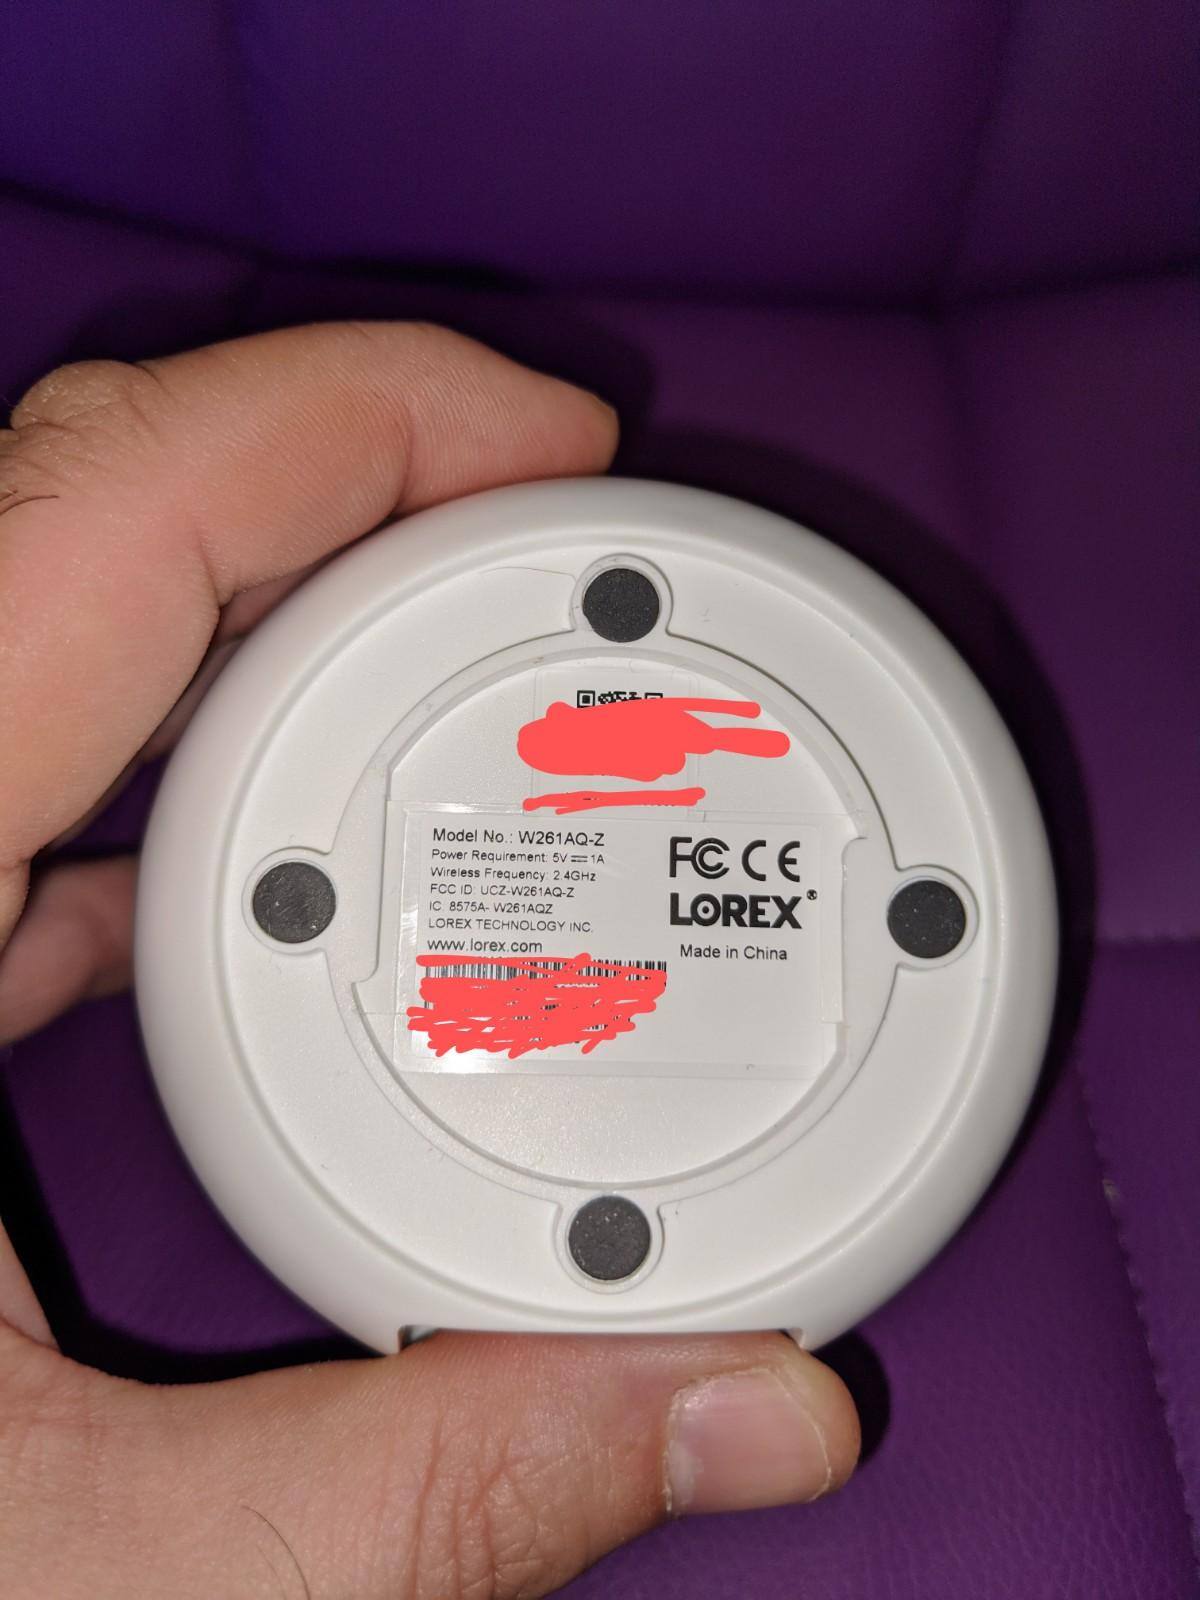 Model No.: W261AQ-Z
Power Requirement: 5V⎓1A
Wireless Frequency: 2.4GHz
FCC ID: UCZ-W261AQ-Z
IC: 8575A- W261AQZ
LOREX TECHNOLOGY INC.
www.lorex.com
FC CE
LOREX®
Made in China